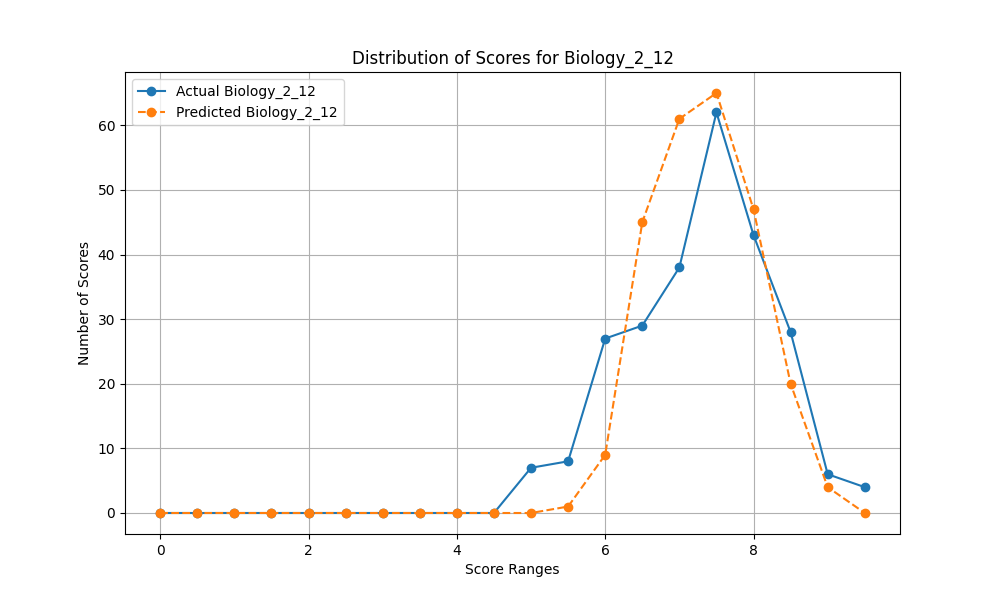 Distribution of Scores for Biology_2_12
Actual Biology_2_12
Predicted Biology_2_12
Number of Scores
60
50
40
30
20
10
0
0 2 4 6 8
Score Ranges